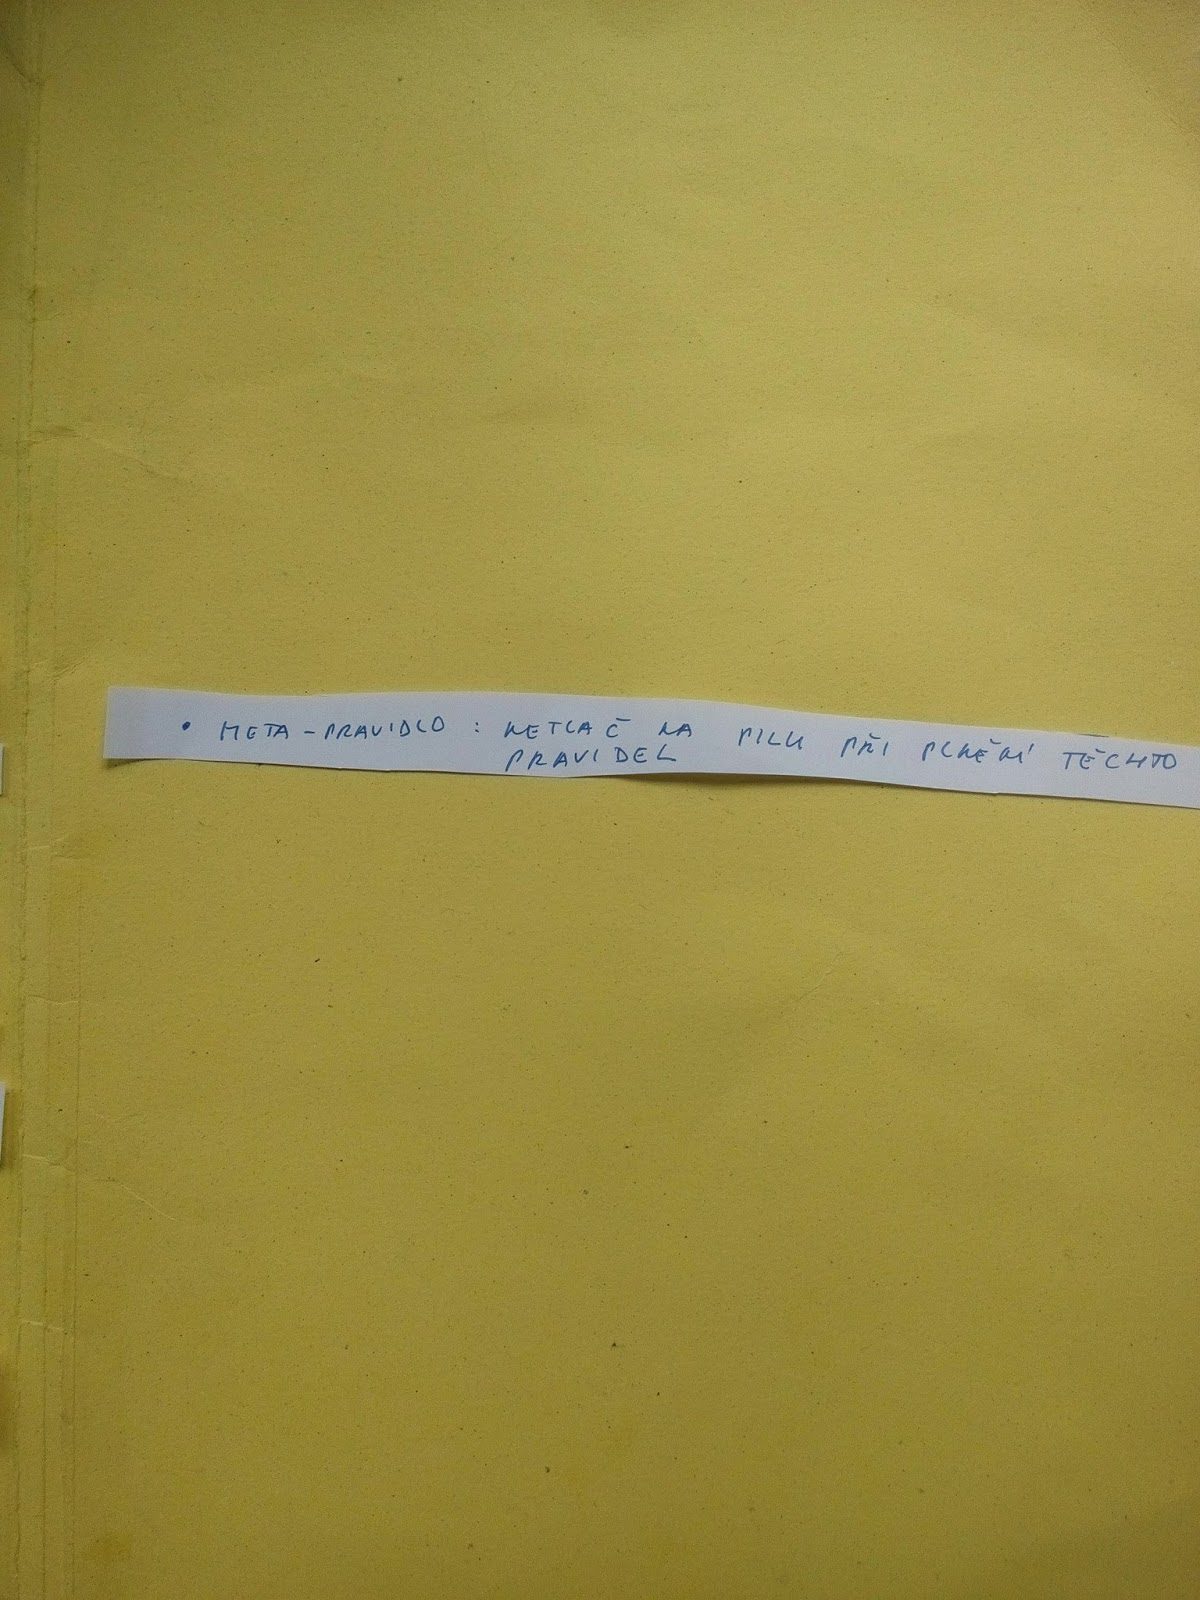 • META-PRAVIDLO : NETLAČ NA PILU PŘI PLNĚNÍ TĚCHTO
PRAVIDEL